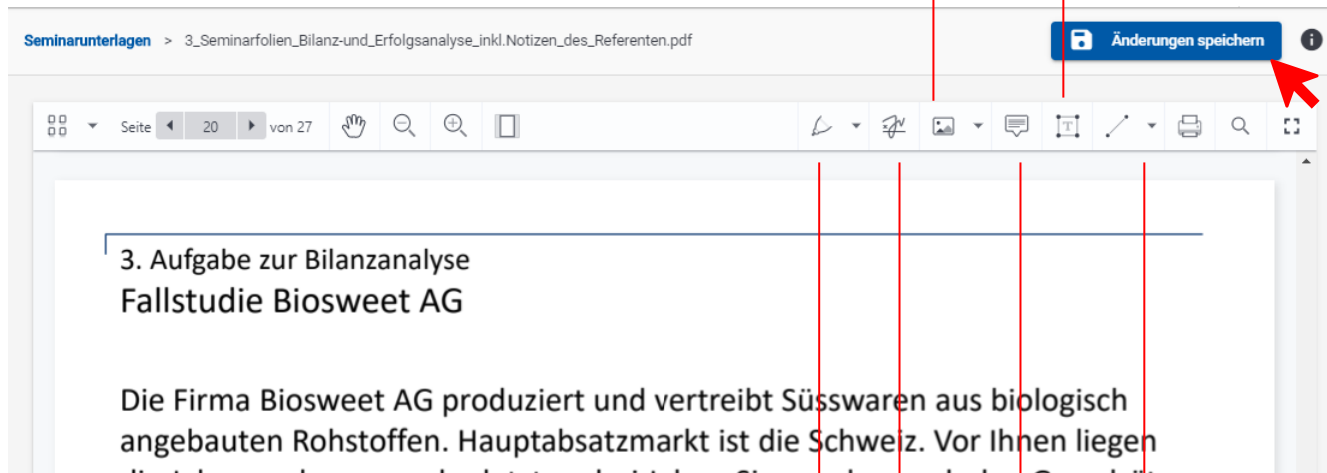 Seminarunterlagen > 3_Seminarfolien_Bilanz-und_Erfolgsanalyse_inkl.Notizen_des_Referenten.pdf
Änderungen speichern
Seite 20 von 27
3. Aufgabe zur Bilanzanalyse
Fallstudie Biosweet AG
Die Firma Biosweet AG produziert und vertreibt Süsswaren aus biologisch
angebauten Rohstoffen. Hauptabsatzmarkt ist die Schweiz. Vor Ihnen liegen